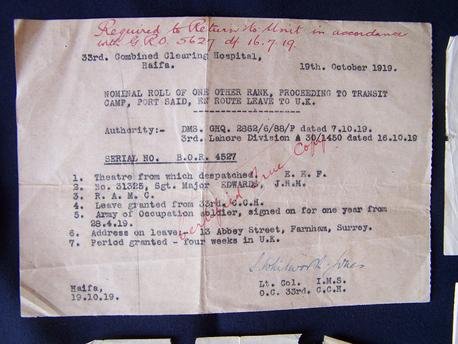 Required to Return to Unit in accordance
with G.R.O. 5627 of 16.7.19.
33rd. Combined Clearing Hospital,
Haifa.
19th. October 1919.
NOMINAL ROLL OF ONE OTHER RANK, PROCEEDING TO TRANSIT
CAMP, PORT SAID, EN ROUTE LEAVE TO U.K.
Authority:- DMS. GHQ. 2862/6/88/P dated 7.10.19.
3rd. Lahore Division A 30/1450 dated 16.10.19
SERIAL NO. B.O.R. 4527
Certified true Copy
1. Theatre from which despatched. E.E.F.
2. No. 31325, Sgt. Major EDWARDS, J.H.H.
3. R.A.M.C.
4. Leave granted from 33rd. C.C.H.
5. Army of Occupation soldier, signed on for one year from
28.4.19.
6. Address on leave:- 13 Abbey Street, Farnham, Surrey.
7. Period granted - Four weeks in U.K.
S. Whitworth-Jones
Haifa,
19.10.19.
Lt. Col. I.M.S.
O.C. 33rd. C.C.H.